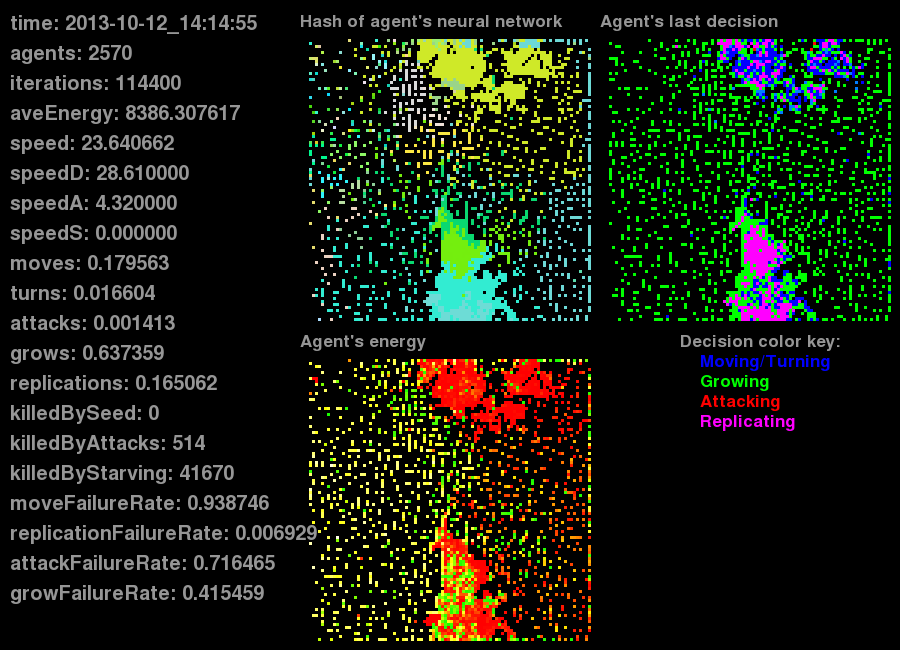 time: 2013-10-12_14:14:55
agents: 2570
iterations: 114400
aveEnergy: 8386.307617
speed: 23.640662
speedD: 28.610000
speedA: 4.320000
speedS: 0.000000
moves: 0.179563
turns: 0.016604
attacks: 0.001413
grows: 0.637359
replications: 0.165062
killedBySeed: 0
killedByAttacks: 514
killedByStarving: 41670
moveFailureRate: 0.938746
replicationFailureRate: 0.006929
attackFailureRate: 0.716465
growFailureRate: 0.415459
Hash of agent's neural network
Agent's last decision
Agent's energy
Decision color key:
Moving/Turning
Growing
Attacking
Replicating